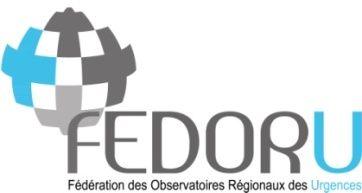 FEDORU
Fédération des Observatoires Régionaux des Urgences